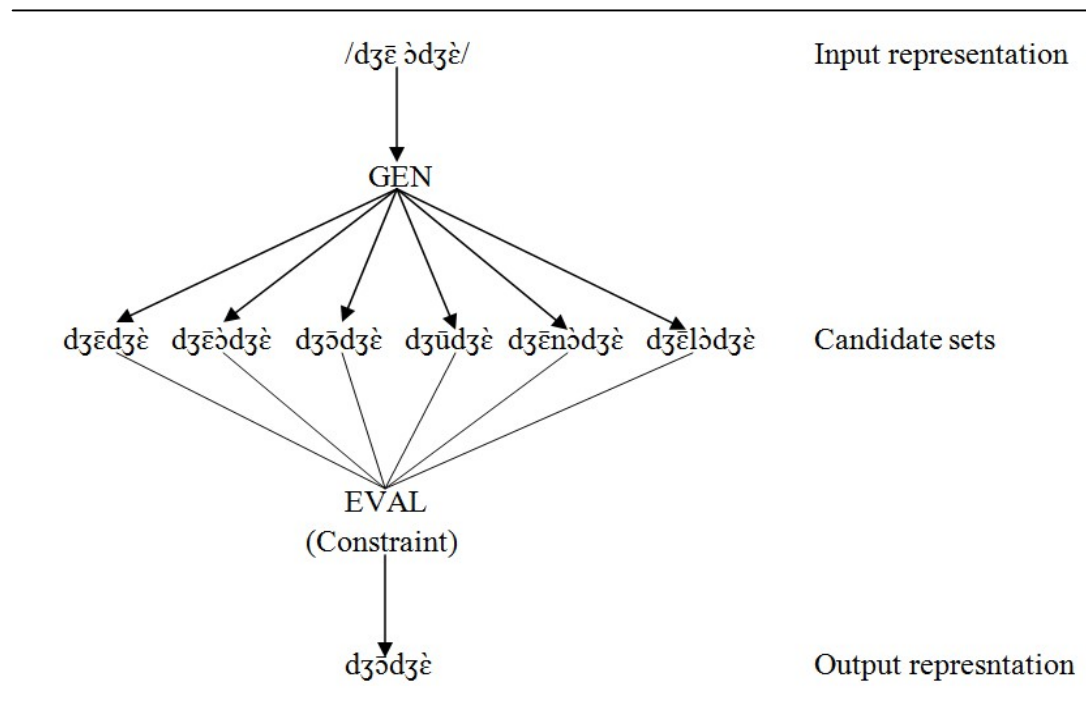 /dʒɛ̄ ɔ̀dʒɛ̀/ Input representation
GEN
dʒɛ̄dʒɛ̀ dʒɛ̄ɔ̀dʒɛ̀ dʒɔ̄dʒɛ̀ dʒūdʒɛ̀ dʒɛ̄nɔ̀dʒɛ̀ dʒɛ̄lɔ̀dʒɛ̀ Candidate sets
EVAL
(Constraint)
dʒɔ̄dʒɛ̀ Output represntation